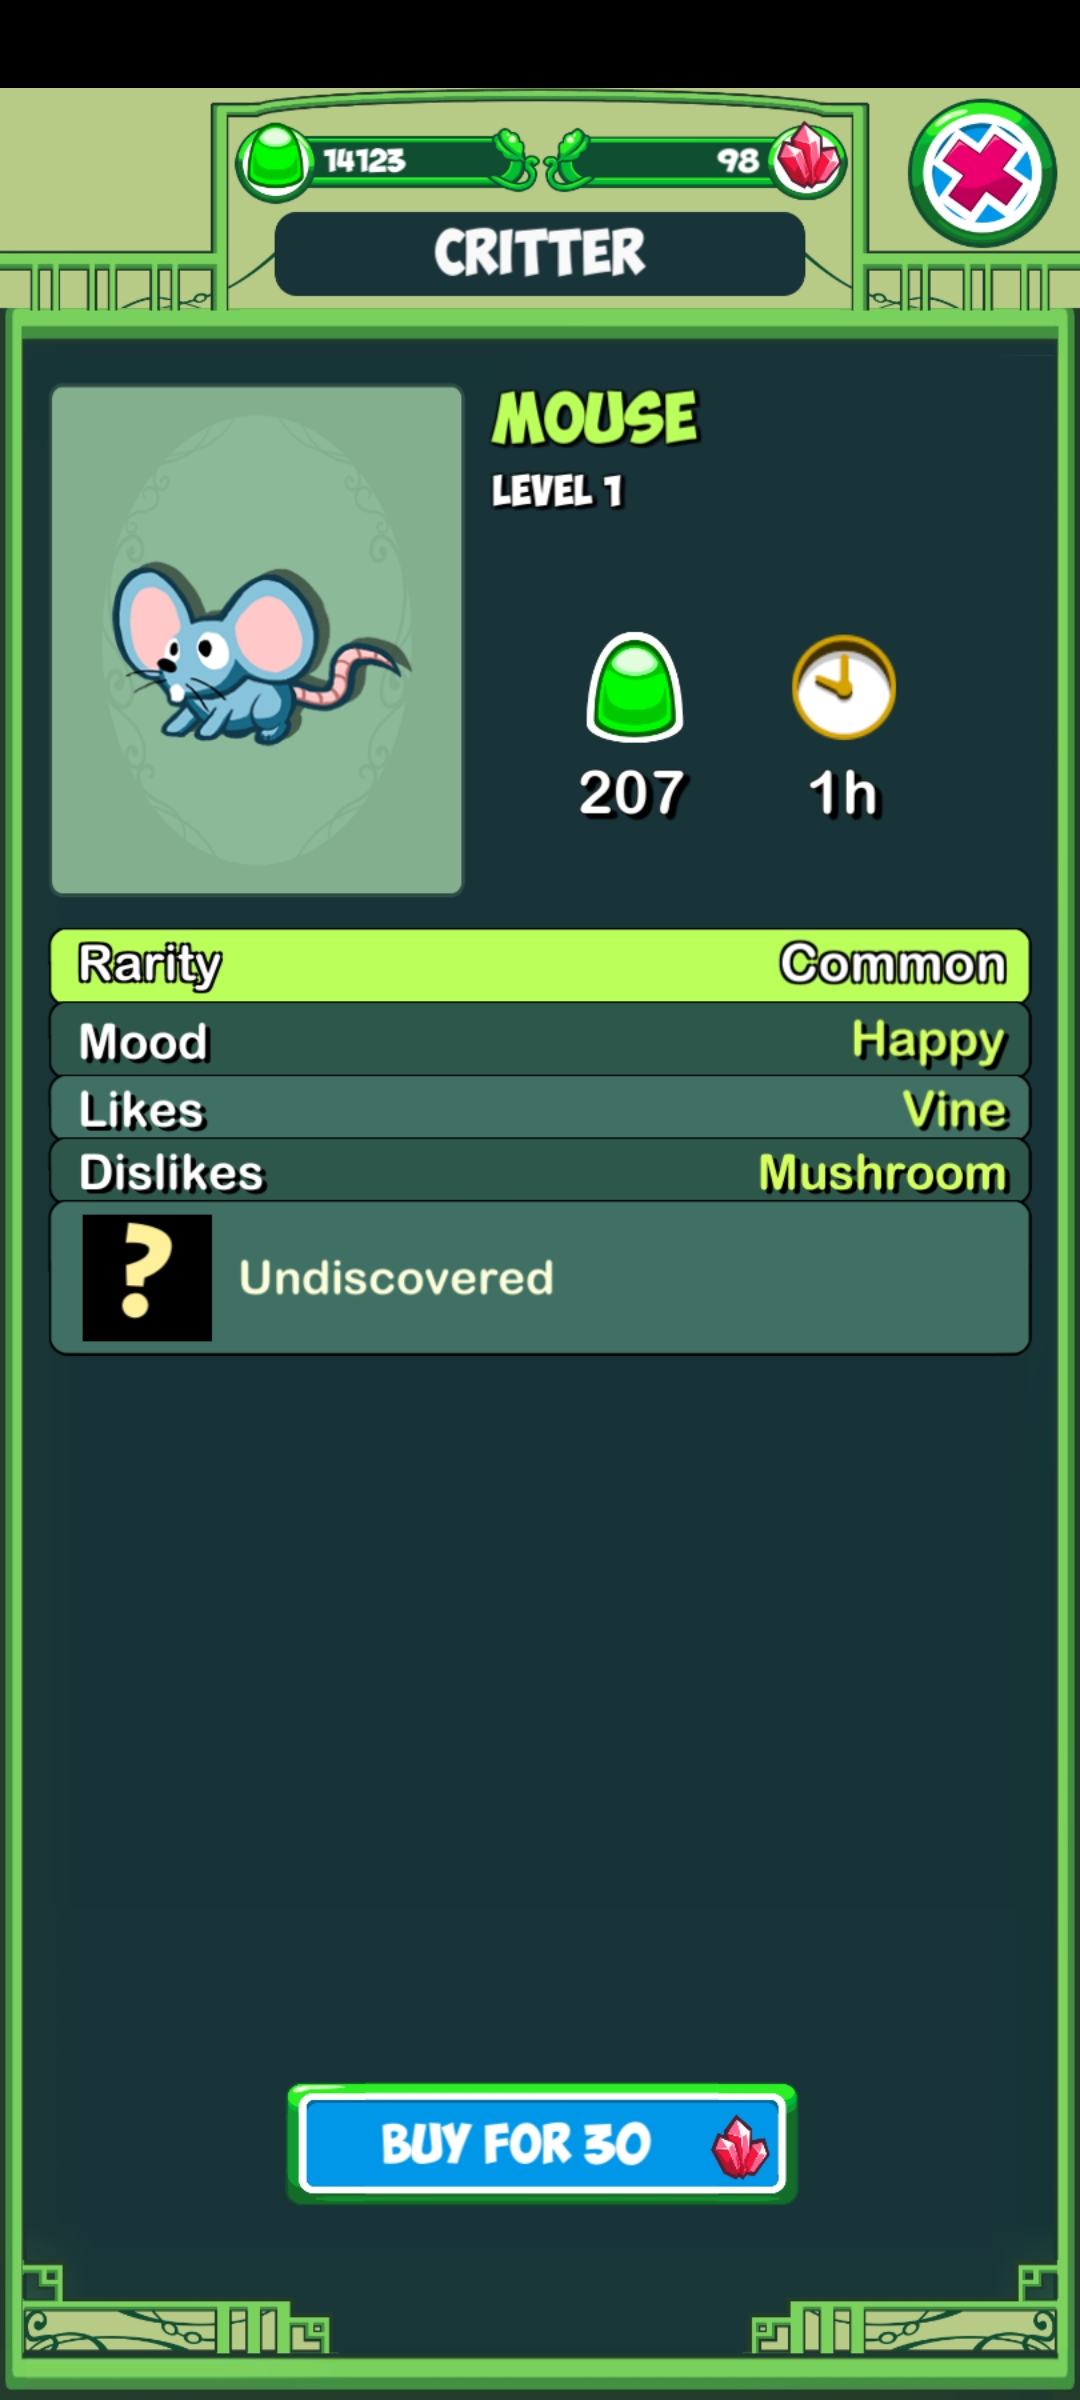 14123
98
CRITTER
MOUSE
LEVEL 1
207
1h
Rarity Common
Mood Happy
Likes Vine
Dislikes Mushroom
? Undiscovered
BUY FOR 30